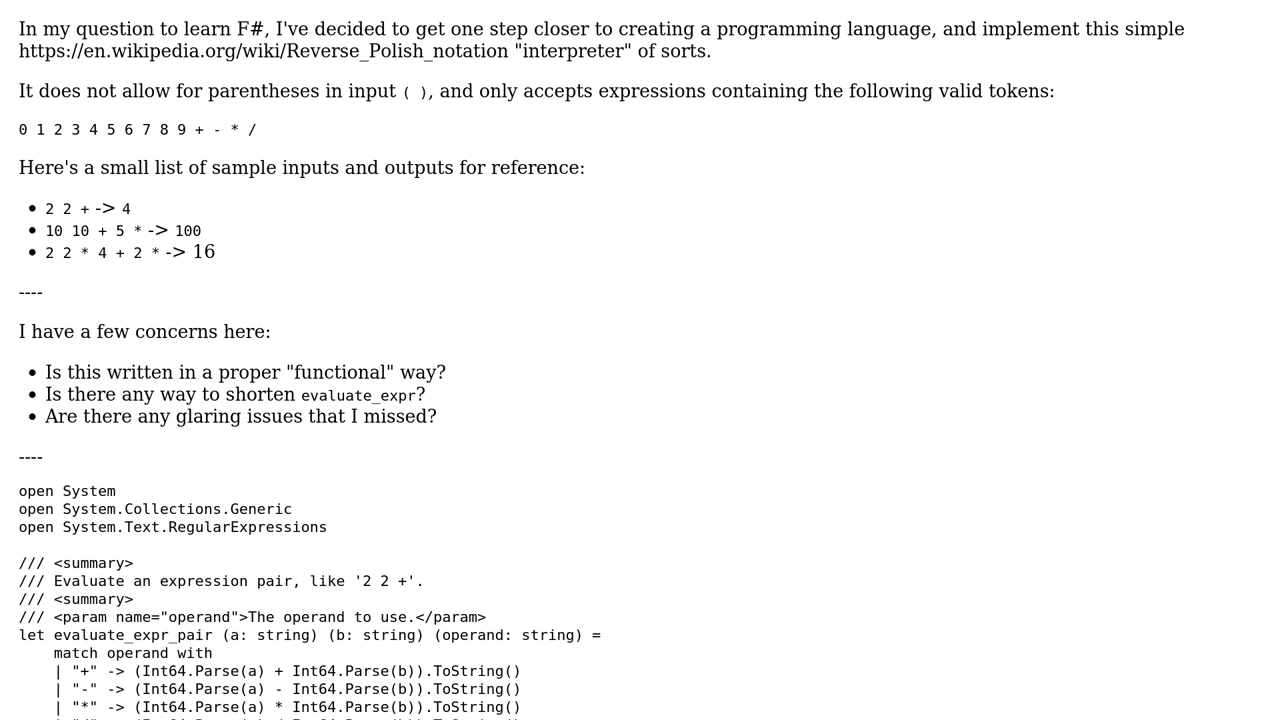 In my question to learn F#, I've decided to get one step closer to creating a programming language, and implement this simple
https://en.wikipedia.org/wiki/Reverse_Polish_notation "interpreter" of sorts.
It does not allow for parentheses in input ( ), and only accepts expressions containing the following valid tokens:
0 1 2 3 4 5 6 7 8 9 + - * /
Here's a small list of sample inputs and outputs for reference:
• 2 2 + -> 4
• 10 10 + 5 * -> 100
• 2 2 * 4 + 2 * -> 16
----
I have a few concerns here:
• Is this written in a proper "functional" way?
• Is there any way to shorten evaluate_expr?
• Are there any glaring issues that I missed?
----
open System
open System.Collections.Generic
open System.Text.RegularExpressions
/// <summary>
/// Evaluate an expression pair, like '2 2 +'.
/// <summary>
/// <param name="operand">The operand to use.</param>
let evaluate_expr_pair (a: string) (b: string) (operand: string) =
    match operand with
    | "+" -> (Int64.Parse(a) + Int64.Parse(b)).ToString()
    | "-" -> (Int64.Parse(a) - Int64.Parse(b)).ToString()
    | "*" -> (Int64.Parse(a) * Int64.Parse(b)).ToString()